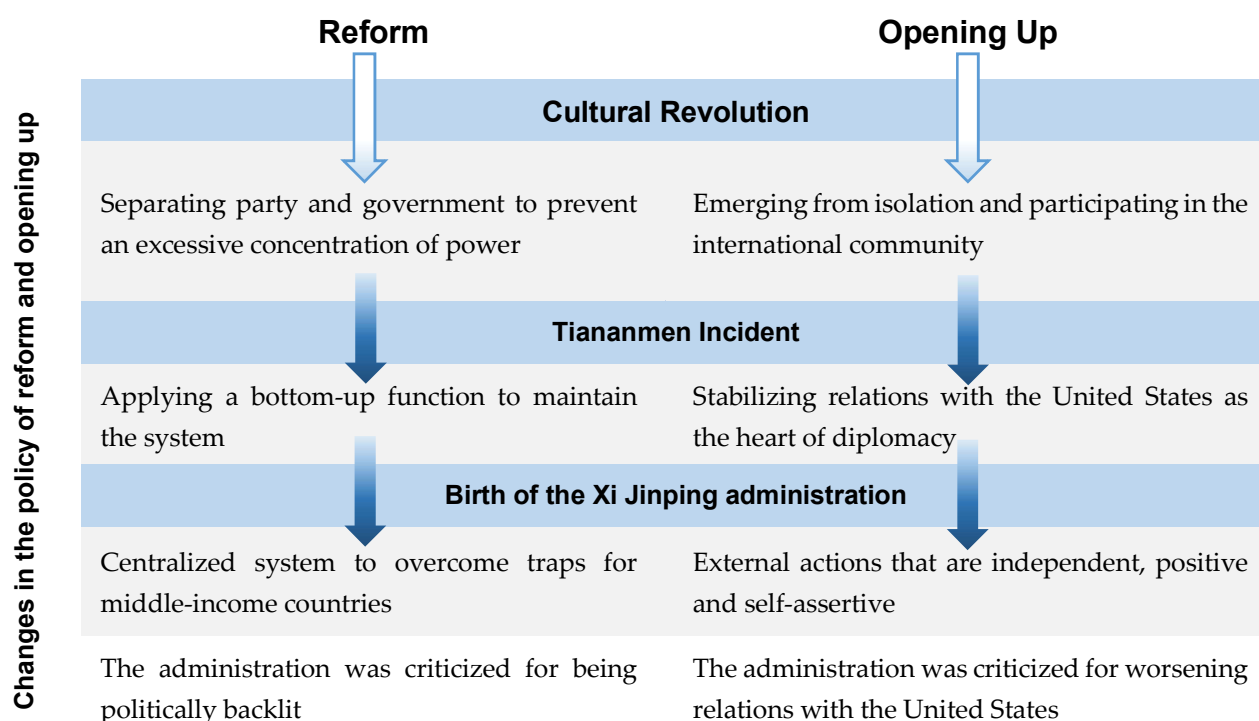 Reform
Opening Up
Changes in the policy of reform and opening up
Cultural Revolution
Separating party and government to prevent
an excessive concentration of power
Emerging from isolation and participating in the
international community
Tiananmen Incident
Applying a bottom-up function to maintain
the system
Stabilizing relations with the United States as
the heart of diplomacy
Birth of the Xi Jinping administration
Centralized system to overcome traps for
middle-income countries
External actions that are independent, positive
and self-assertive
The administration was criticized for being
politically backlit
The administration was criticized for worsening
relations with the United States